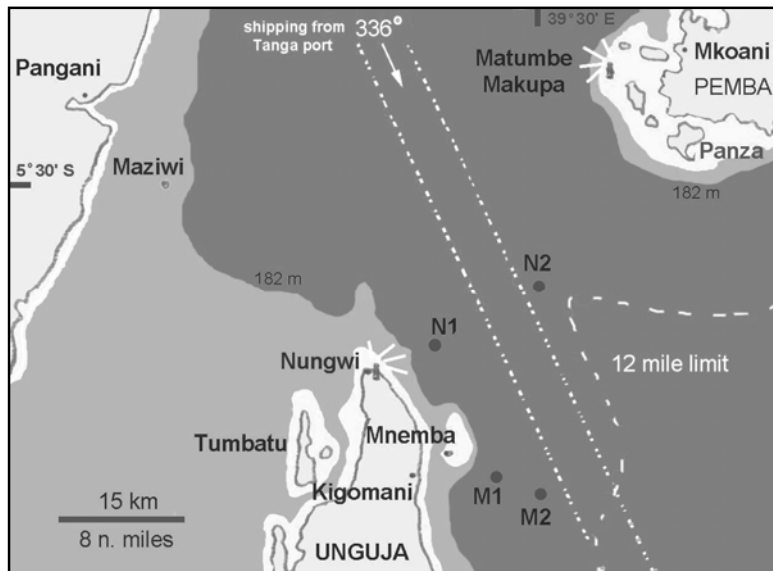 shipping from
Tanga port
336°
39° 30' E
Pangani
Matumbe
Makupa
Mkoani
PEMBA
Panza
5° 30' S
Maziwi
182 m
182 m
N2
N1
Nungwi
12 mile limit
Tumbatu
Mnemba
Kigomani
M1
M2
15 km
8 n. miles
UNGUJA